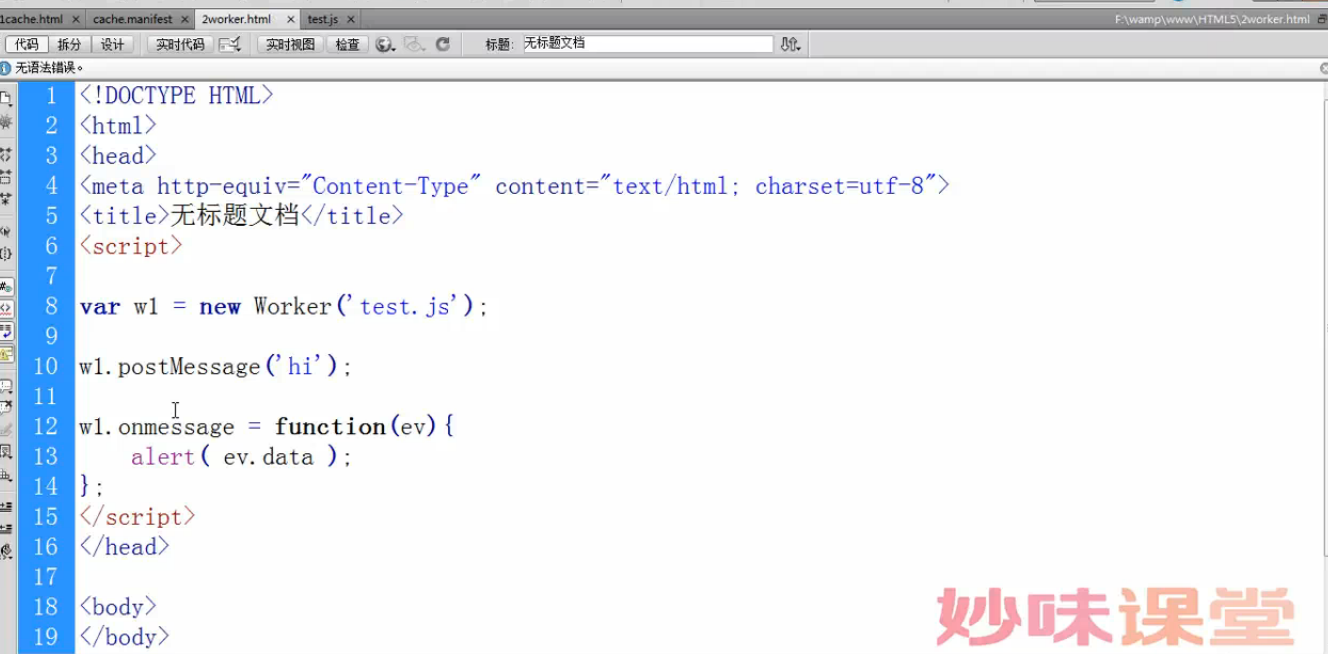 1cache.html × cache.manifest × 2worker.html × test.js ×
F:\wamp\www\HTML5\2worker.html
代码 拆分 设计 实时代码 实时视图 检查 标题: 无标题文档
无语法错误。
1 <!DOCTYPE HTML>
2 <html>
3 <head>
4 <meta http-equiv="Content-Type" content="text/html; charset=utf-8">
5 <title>无标题文档</title>
6 <script>
7
8 var w1 = new Worker('test.js');
9
10 w1.postMessage('hi');
11
12 w1.onmessage = function(ev){
13 alert( ev.data );
14 };
15 </script>
16 </head>
17
18 <body>
19 </body>
妙味课堂